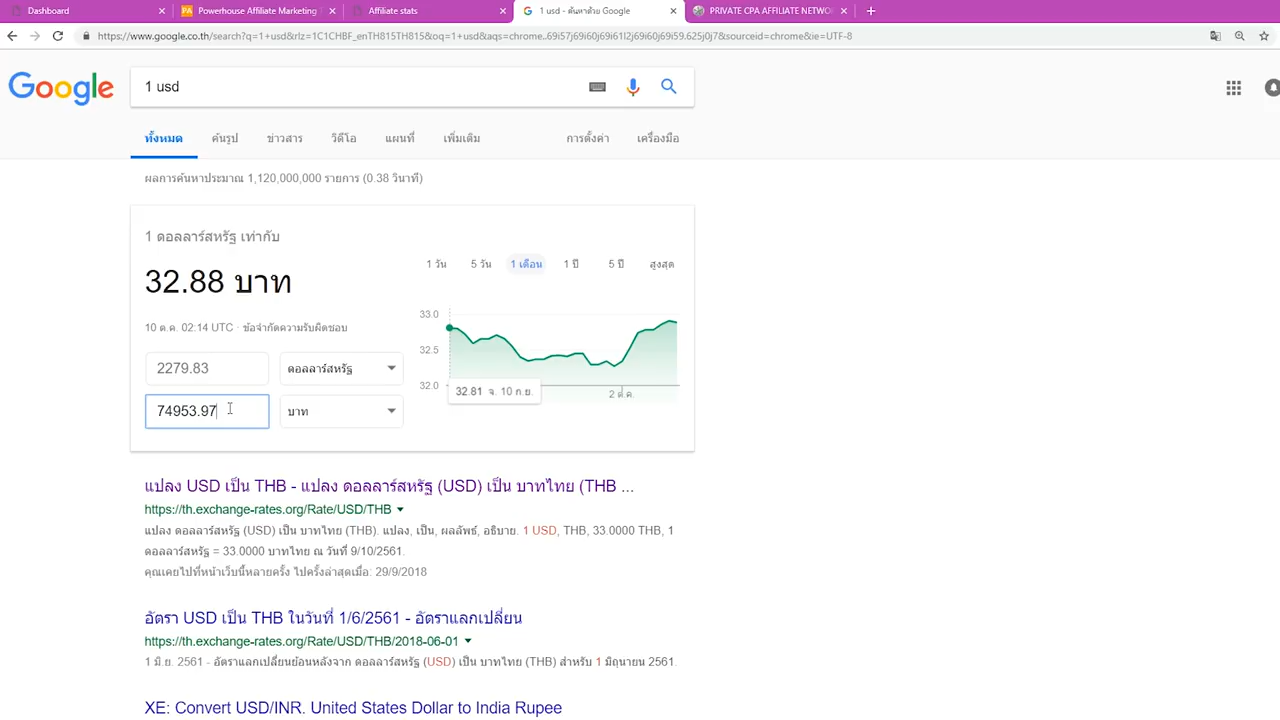 Dashboard
Powerhouse Affiliate Marketing
Affiliate stats
1 usd - ค้นหาด้วย Google
PRIVATE CPA AFFILIATE NETWO
https://www.google.co.th/search?q=1+usd&rlz=1C1CHBF_enTH815TH815&oq=1+usd&aqs=chrome..69i57j69i60j69i61l2j69i60j69i59.625j0j7&sourceid=chrome&ie=UTF-8
Google
1 usd
ทั้งหมด ค้นรูป ข่าวสาร วิดีโอ แผนที่ เพิ่มเติม การตั้งค่า เครื่องมือ
ผลการค้นหาประมาณ 1,120,000,000 รายการ (0.38 วินาที)
1 ดอลลาร์สหรัฐ เท่ากับ
32.88 บาท
10 ต.ค. 02:14 UTC · ข้อจำกัดความรับผิดชอบ
2279.83 ดอลลาร์สหรัฐ
74953.97 บาท
1 วัน 5 วัน 1 เดือน 1 ปี 5 ปี สูงสุด
33.0
32.5
32.0
32.81 จ. 10 ก.ย.
2 ต.ค.
แปลง USD เป็น THB - แปลง ดอลลาร์สหรัฐ (USD) เป็น บาทไทย (THB ...
https://th.exchange-rates.org/Rate/USD/THB
แปลง ดอลลาร์สหรัฐ (USD) เป็น บาทไทย (THB). แปลง, เป็น, ผลลัพธ์, อธิบาย. 1 USD, THB, 33.0000 THB, 1
ดอลลาร์สหรัฐ = 33.0000 บาทไทย ณ วันที่ 9/10/2561.
คุณเคยไปที่หน้าเว็บนี้หลายครั้ง ไปครั้งล่าสุดเมื่อ: 29/9/2018
อัตรา USD เป็น THB ในวันที่ 1/6/2561 - อัตราแลกเปลี่ยน
https://th.exchange-rates.org/Rate/USD/THB/2018-06-01
1 มิ.ย. 2561 - อัตราแลกเปลี่ยนย้อนหลังจาก ดอลลาร์สหรัฐ (USD) เป็น บาทไทย (THB) สำหรับ 1 มิถุนายน 2561.
XE: Convert USD/INR. United States Dollar to India Rupee